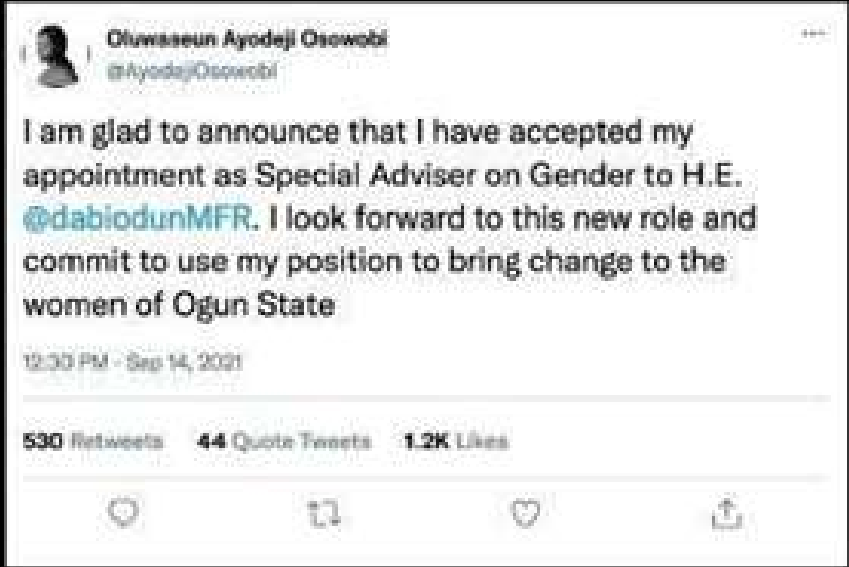 Oluwaseun Ayodeji Osowobi
@AyodejiOsowobi
I am glad to announce that I have accepted my
appointment as Special Adviser on Gender to H.E.
@dabiodunMFR. I look forward to this new role and
commit to use my position to bring change to the
women of Ogun State
12:30 PM - Sep 14, 2021
530 Retweets 44 Quote Tweets 1.2K Likes